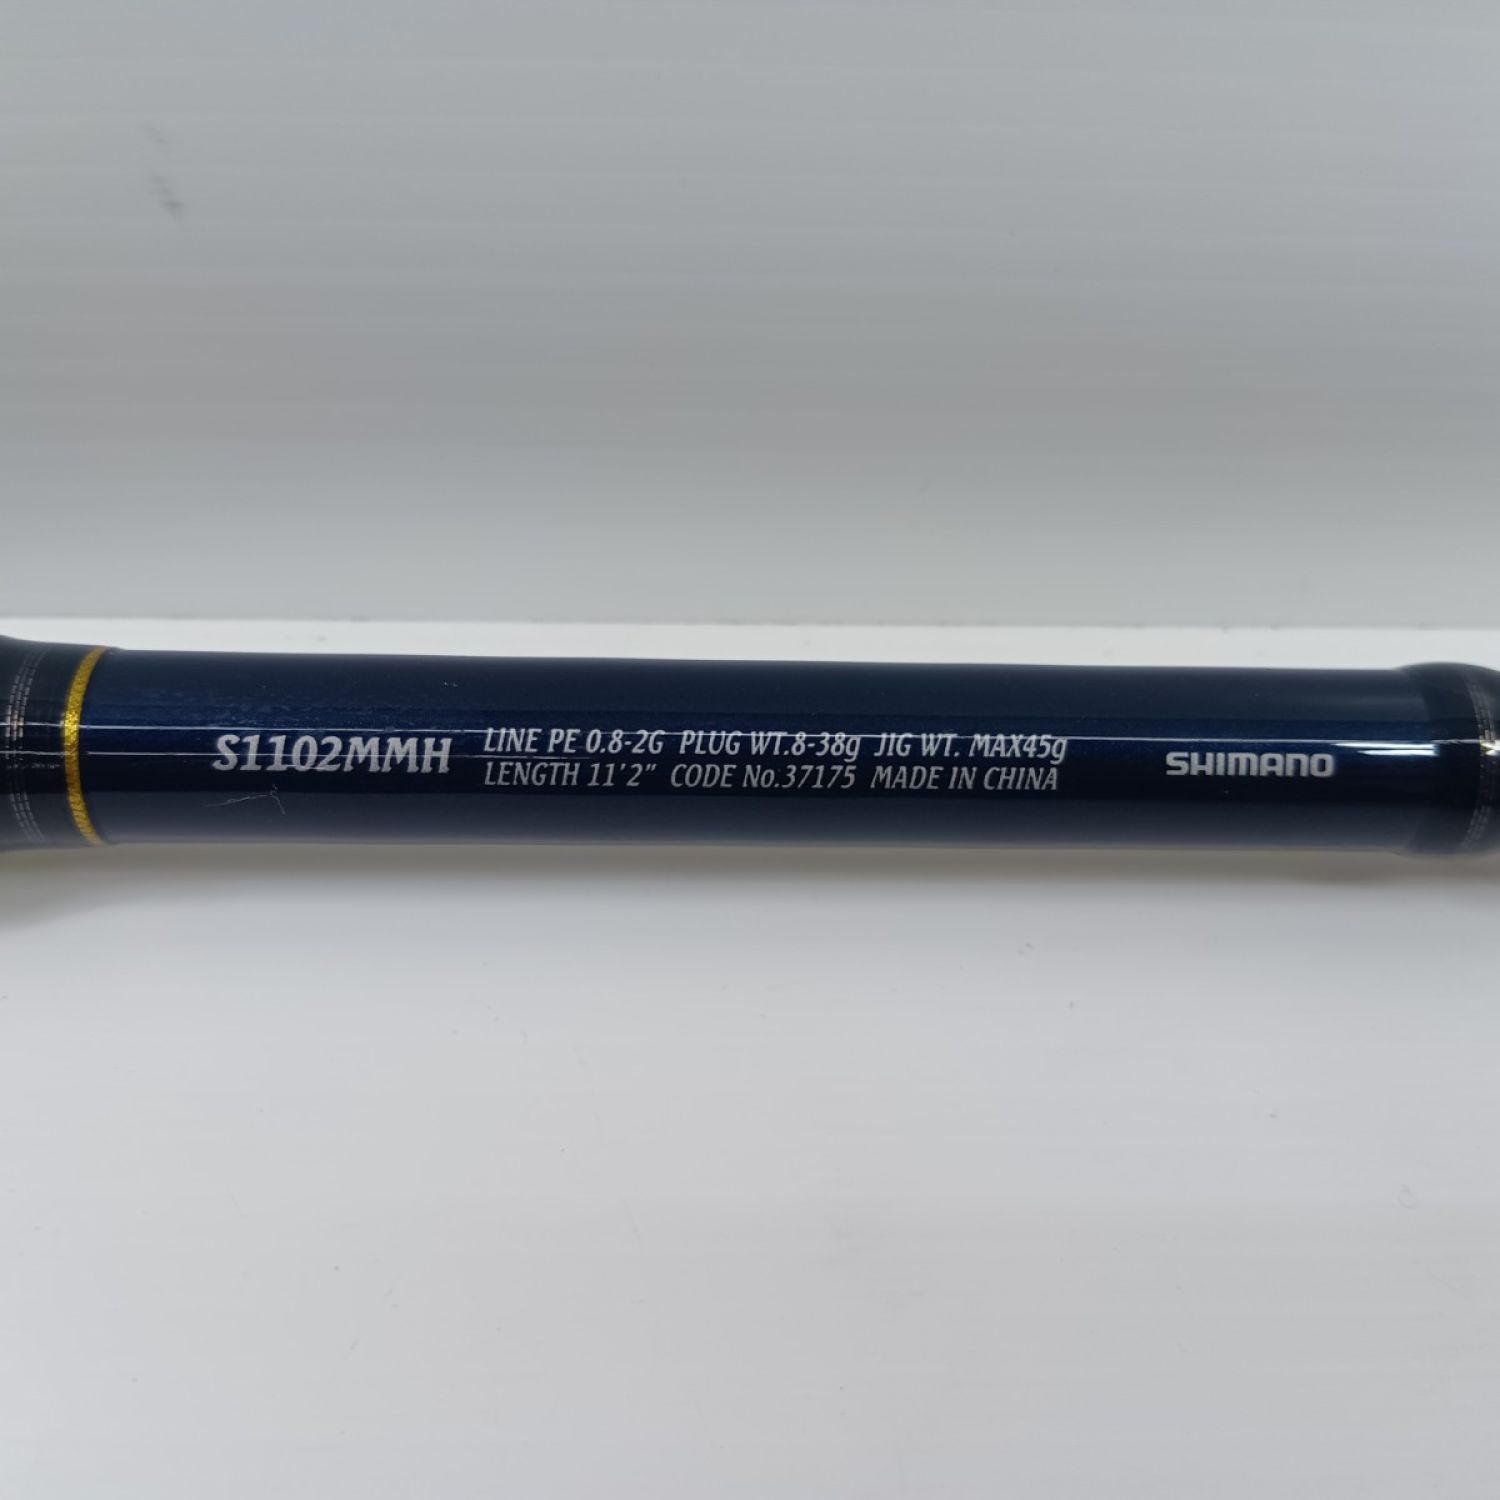 S1102MMH
LINE PE 0.8-2G PLUG WT.8-38g JIG WT. MAX45g
LENGTH 11'2" CODE No.37175 MADE IN CHINA
SHIMANO